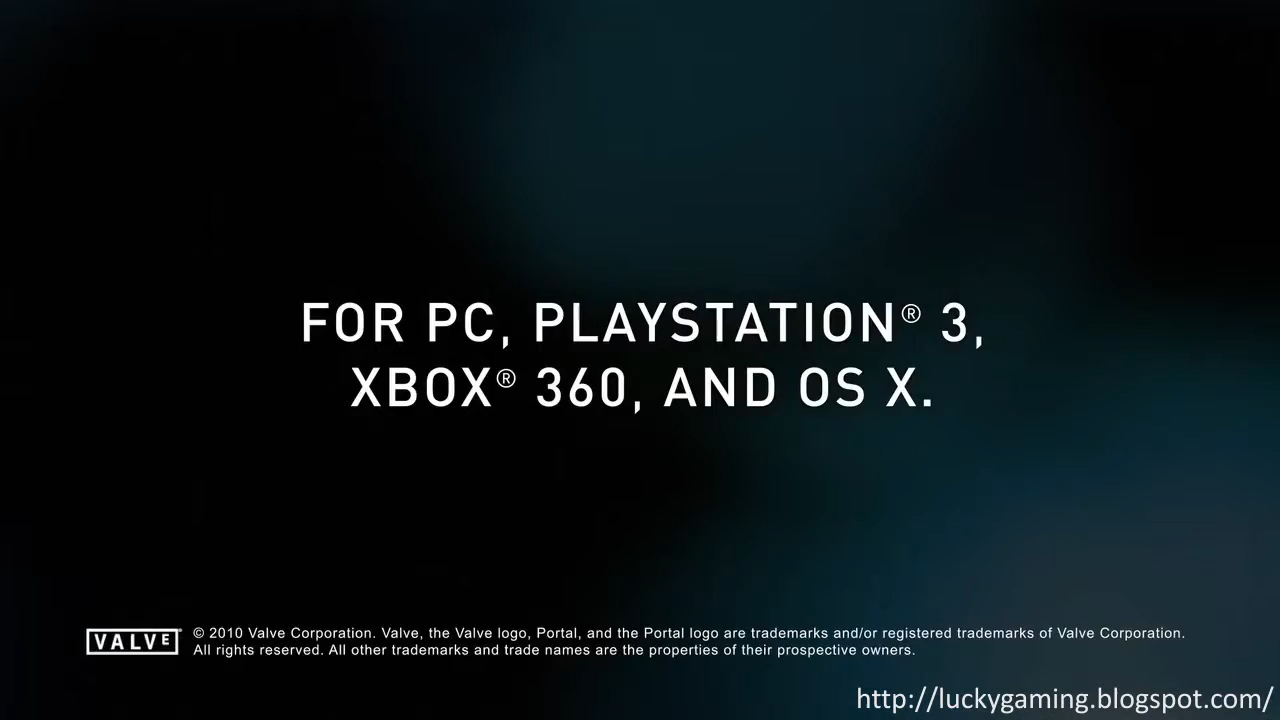 FOR PC, PLAYSTATION® 3,
XBOX® 360, AND OS X.
VALVE®
© 2010 Valve Corporation. Valve, the Valve logo, Portal, and the Portal logo are trademarks and/or registered trademarks of Valve Corporation.
All rights reserved. All other trademarks and trade names are the properties of their prospective owners.
http://luckygaming.blogspot.com/